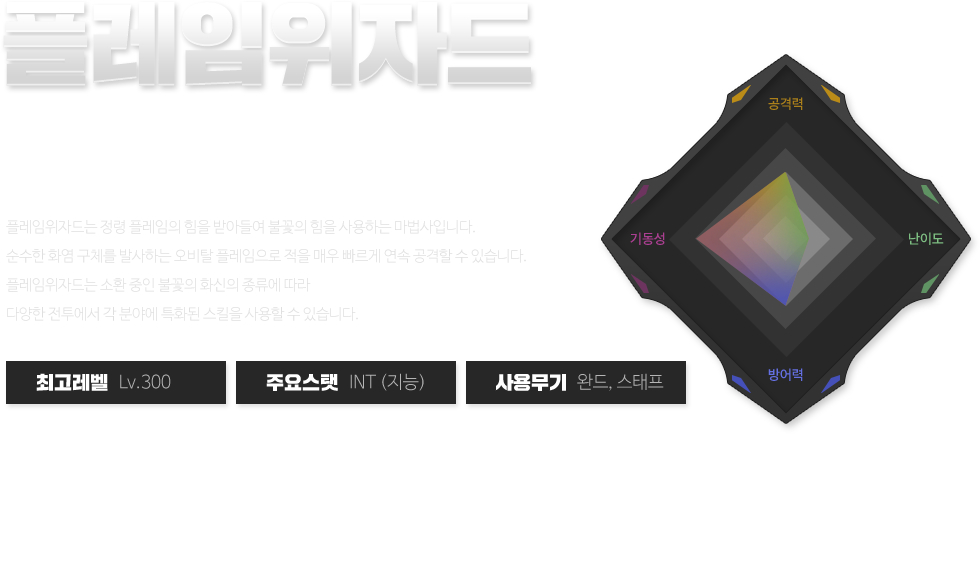 플레임위자드
공격력
플레임위자드는 정령 플레임의 힘을 받아들여 불꽃의 힘을 사용하는 마법사입니다.
순수한 화염 구체를 발사하는 오비탈 플레임으로 적을 매우 빠르게 연속 공격할 수 있습니다.
플레임위자드는 소환 중인 불꽃의 화신의 종류에 따라
다양한 전투에서 각 분야에 특화된 스킬을 사용할 수 있습니다.
기동성
난이도
방어력
최고레벨 Lv.300
주요스탯 INT (지능)
사용무기 완드, 스태프